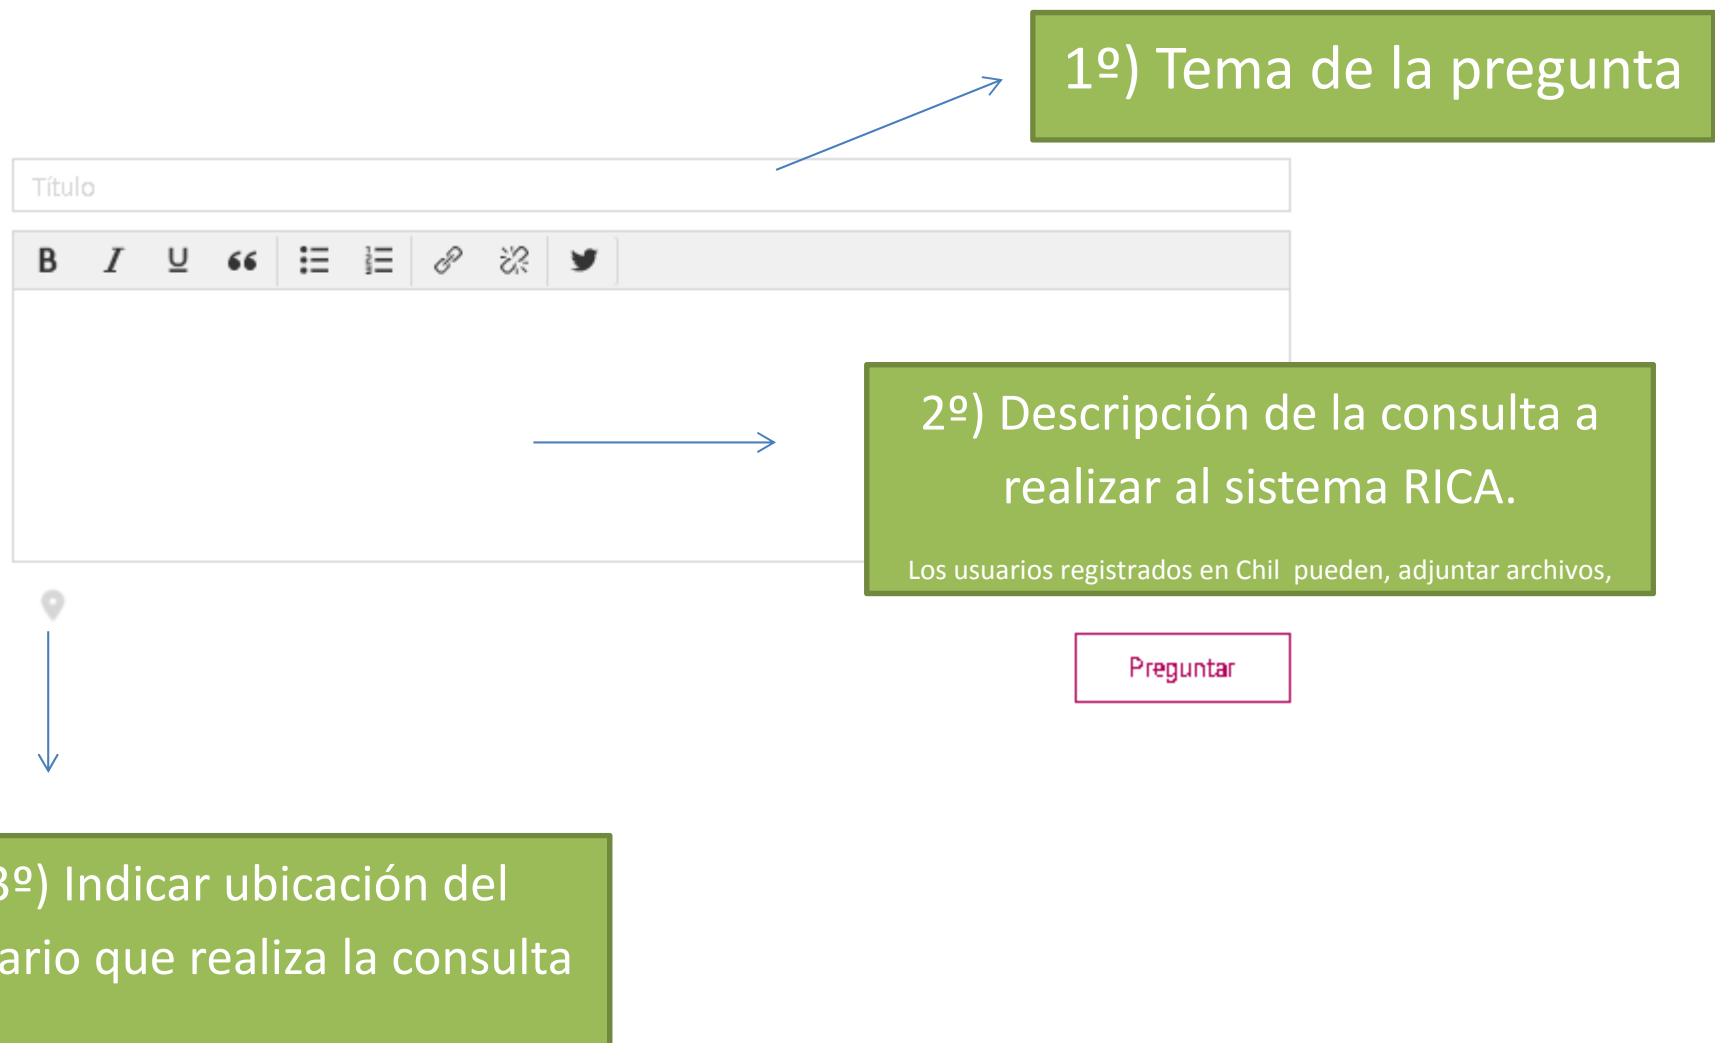 1º) Tema de la pregunta
Título
B I U
2º) Descripción de la consulta a
realizar al sistema RICA.
Los usuarios registrados en Chil pueden, adjuntar archivos,
Preguntar
3º) Indicar ubicación del
que realiza la consulta